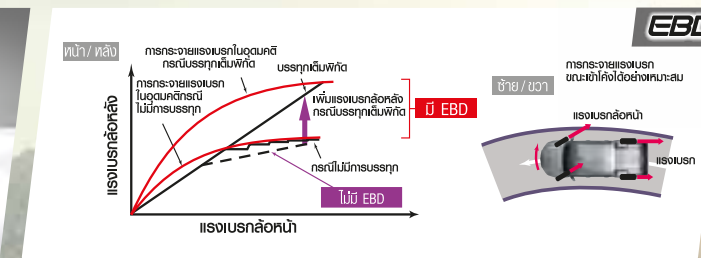 EBD
หน้า / หลัง
การกระจายแรงเบรกในอุดมคติ
กรณีบรรทุกเต็มพิกัด
บรรทุกเต็มพิกัด
การกระจายแรงเบรก
ในอุดมคติกรณี
ไม่มีการบรรทุก
เพิ่มแรงเบรกล้อหลัง
กรณีบรรทุกเต็มพิกัด
มี EBD
กรณีไม่มีการบรรทุก
ไม่มี EBD
แรงเบรกล้อหลัง
แรงเบรกล้อหน้า
การกระจายแรงเบรก
ขณะเข้าโค้งได้อย่างเหมาะสม
ซ้าย / ขวา
แรงเบรกล้อหน้า
แรงเบรก